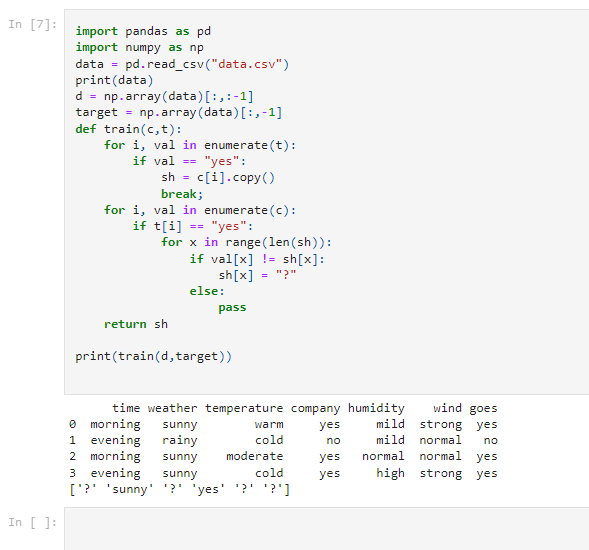 In [7]:
import pandas as pd
import numpy as np
data = pd.read_csv("data.csv")
print(data)
d = np.array(data)[:,:-1]
target = np.array(data)[:,-1]
def train(c,t):
    for i, val in enumerate(t):
        if val == "yes":
            sh = c[i].copy()
            break;
    for i, val in enumerate(c):
        if t[i] == "yes":
            for x in range(len(sh)):
                if val[x] != sh[x]:
                    sh[x] = "?"
                else:
                    pass
    return sh
print(train(d,target))
      time weather temperature company humidity    wind goes
0  morning   sunny        warm     yes     mild  strong  yes
1  evening   rainy        cold      no     mild  normal   no
2  morning   sunny    moderate     yes   normal  normal  yes
3  evening   sunny        cold     yes     high  strong  yes
['?' 'sunny' '?' 'yes' '?' '?']
In [ ]: